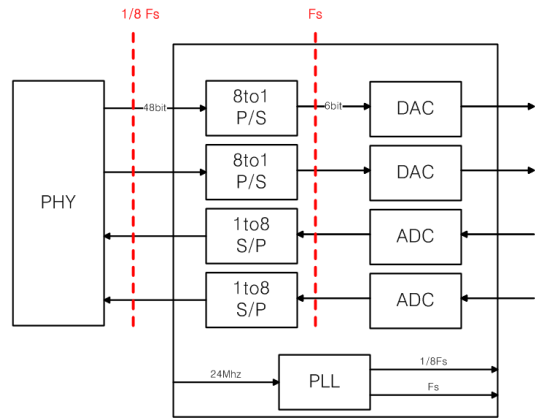 1/8 Fs
Fs
48bit
8to1
P/S
6bit
DAC
8to1
P/S
DAC
PHY
1to8
S/P
ADC
1to8
S/P
ADC
24Mhz
PLL
1/8Fs
Fs